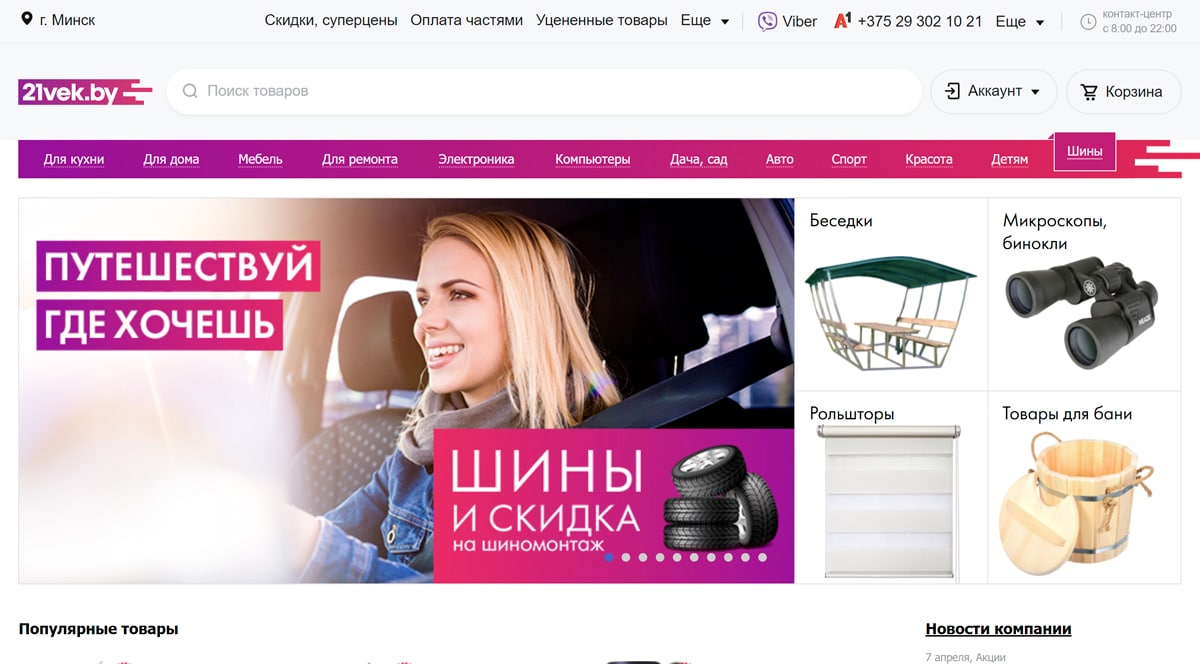 г. Минск
Скидки, суперцены
Оплата частями
Уцененные товары
Еще
Viber
A1
+375 29 302 10 21
Еще
контакт-центр
с 8:00 до 22:00
21vek.by
Поиск товаров
Аккаунт
Корзина
Для кухни
Для дома
Мебель
Для ремонта
Электроника
Компьютеры
Дача, сад
Авто
Спорт
Красота
Детям
Шины
ПУТЕШЕСТВУЙ
ГДЕ ХОЧЕШЬ
ШИНЫ
И СКИДКА
на шиномонтаж
Беседки
Микроскопы,
бинокли
MEADE
Рольшторы
Товары для бани
Популярные товары
Новости компании
7 апреля, Акции